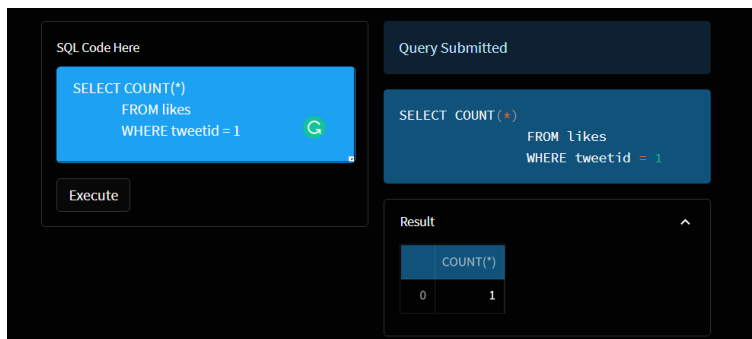 SQL Code Here
SELECT COUNT(*)
FROM likes
WHERE tweetid = 1
Execute
Query Submitted
SELECT COUNT(*)
FROM likes
WHERE tweetid = 1
Result
COUNT(*)
0 1